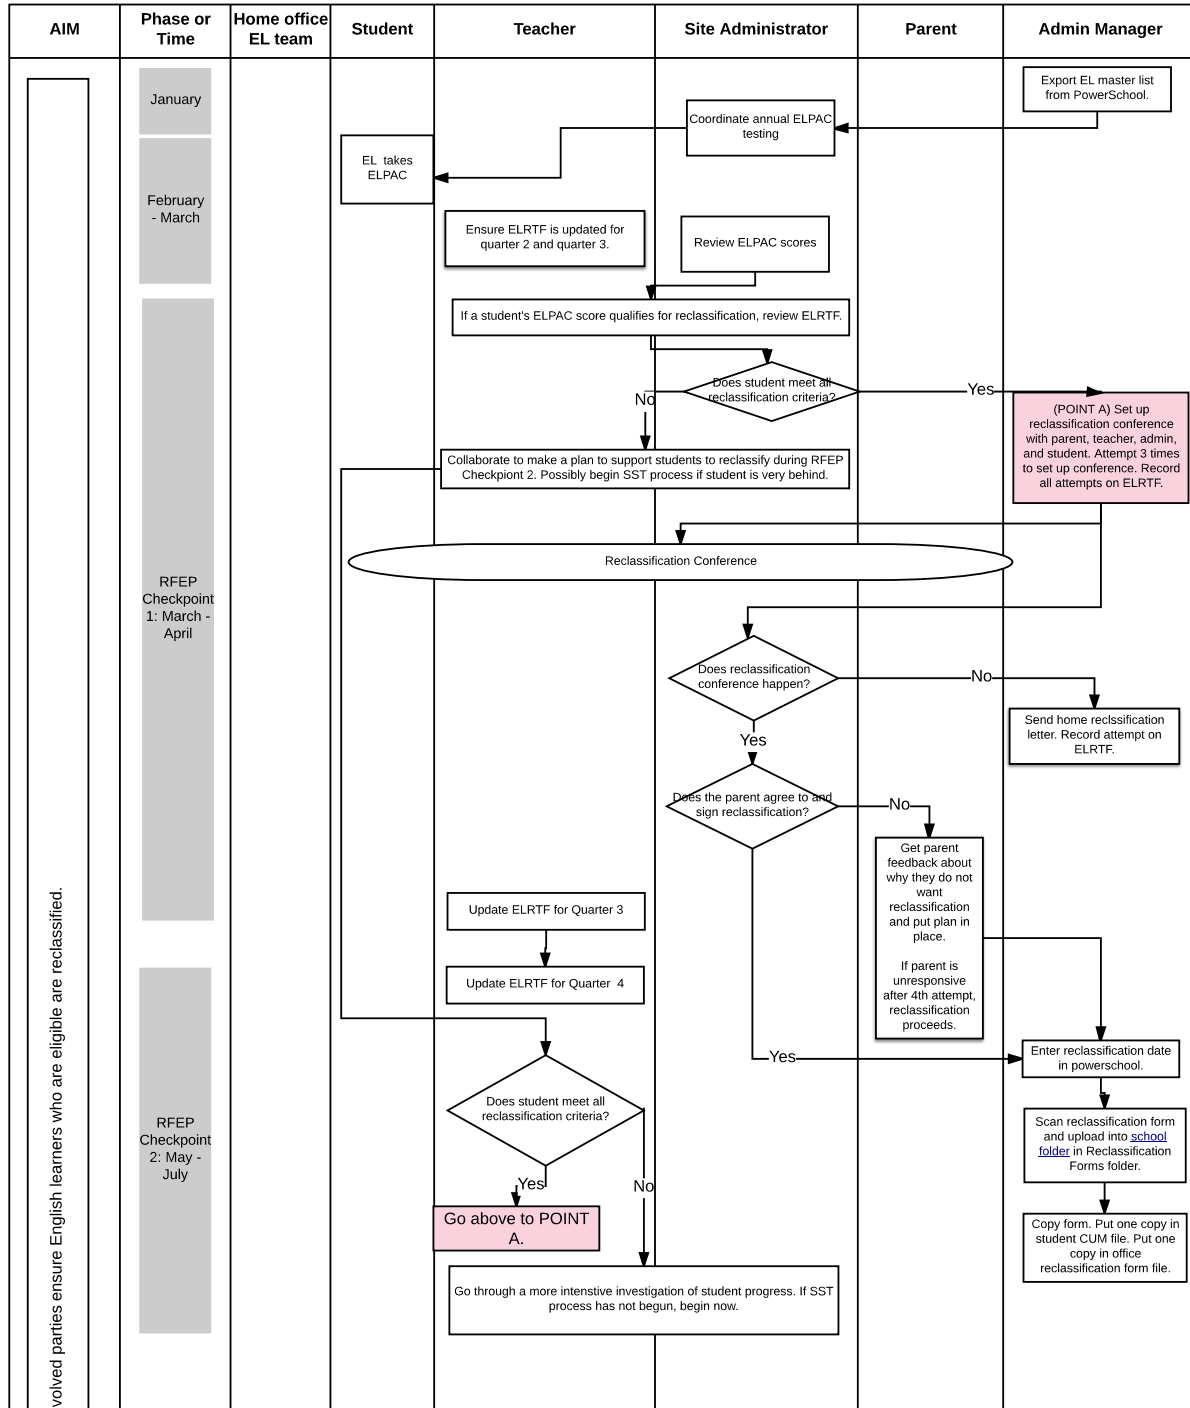 AIM
Phase or
Time
Home office
EL team
Student
Teacher
Site Administrator
Parent
Admin Manager
January
Export EL master list
from PowerSchool.
Coordinate annual ELPAC
testing
EL takes
ELPAC
February
- March
Ensure ELRTF is updated for
quarter 2 and quarter 3.
Review ELPAC scores
If a student's ELPAC score qualifies for reclassification, review ELRTF.
Does student meet all
reclassification criteria?
Yes
No
(POINT A) Set up
reclassification conference
with parent, teacher, admin,
and student. Attempt 3 times
to set up conference. Record
all attempts on ELRTF.
Collaborate to make a plan to support students to reclassify during RFEP
Checkpiont 2. Possibly begin SST process if student is very behind.
Reclassification Conference
RFEP
Checkpoint
1: March -
April
Does reclassification
conference happen?
No
Send home reclssification
letter. Record attempt on
ELRTF.
Yes
Does the parent agree to and
sign reclassification?
No
Get parent
feedback about
why they do not
want
reclassification
and put plan in
place.
If parent is
unresponsive
after 4th attempt,
reclassification
proceeds.
Update ELRTF for Quarter 3
Update ELRTF for Quarter 4
volved parties ensure English learners who are eligible are reclassified.
Yes
Enter reclassification date
in powerschool.
RFEP
Checkpoint
2: May -
July
Does student meet all
reclassification criteria?
Scan reclassification form
and upload into school
folder in Reclassification
Forms folder.
Yes
No
Go above to POINT
A.
Copy form. Put one copy in
student CUM file. Put one
copy in office
reclassification form file.
Go through a more intenstive investigation of student progress. If SST
process has not begun, begin now.